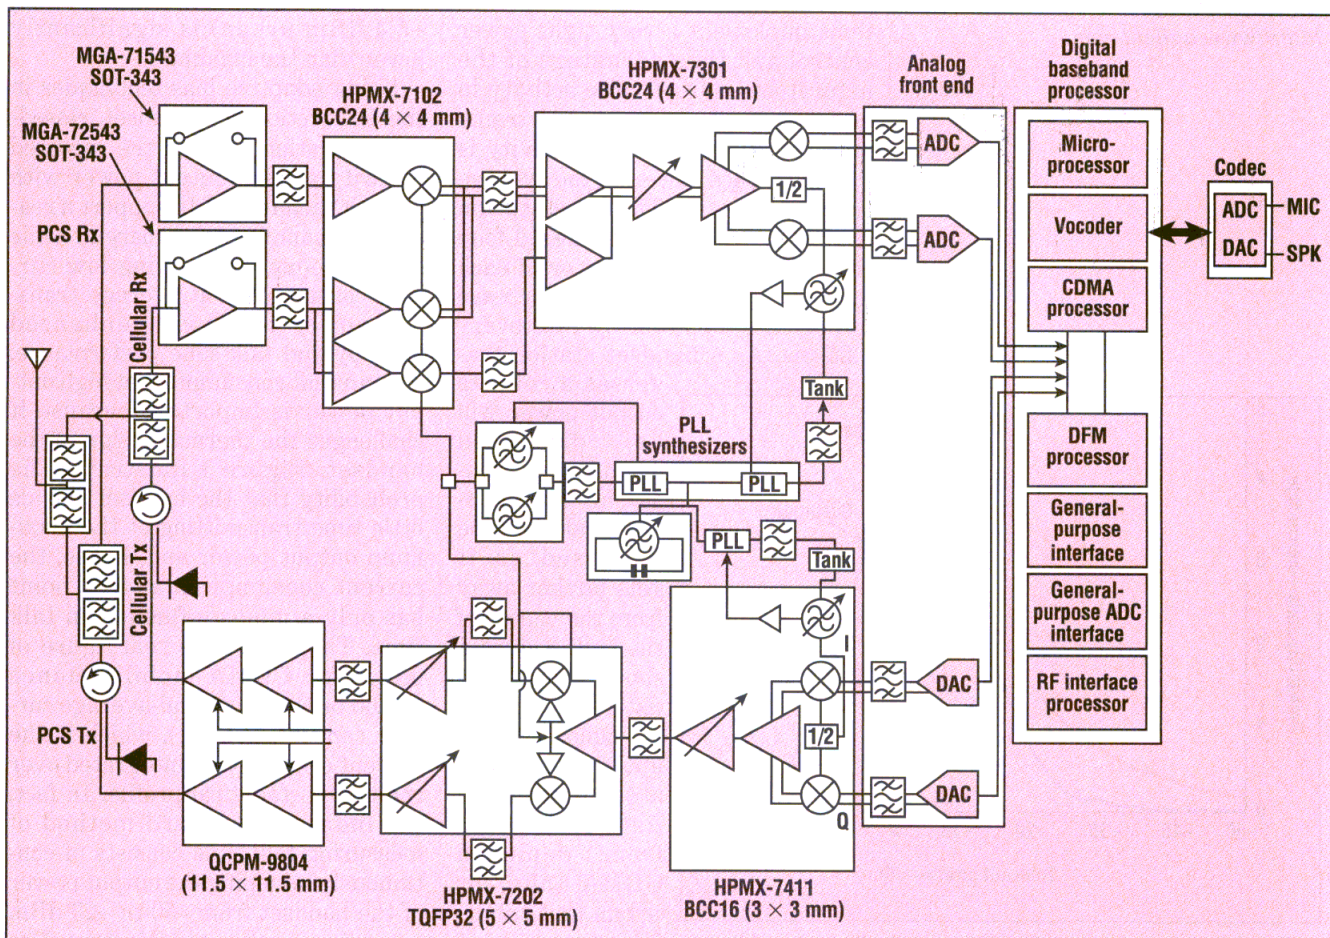 MGA-71543
SOT-343
MGA-72543
SOT-343
HPMX-7102
BCC24 (4 × 4 mm)
HPMX-7301
BCC24 (4 × 4 mm)
Analog
front end
Digital
baseband
processor
ADC
Micro-
processor
1/2
Codec
ADC
MIC
PCS Rx
Vocoder
ADC
DAC
SPK
CDMA
processor
Cellular Rx
Tank
PLL
synthesizers
DFM
processor
PLL
PLL
General-
purpose
interface
PLL
Tank
Cellular Tx
General-
purpose ADC
interface
I
DAC
RF interface
processor
PCS Tx
1/2
DAC
Q
QCPM-9804
(11.5 × 11.5 mm)
HPMX-7202
TQFP32 (5 × 5 mm)
HPMX-7411
BCC16 (3 × 3 mm)